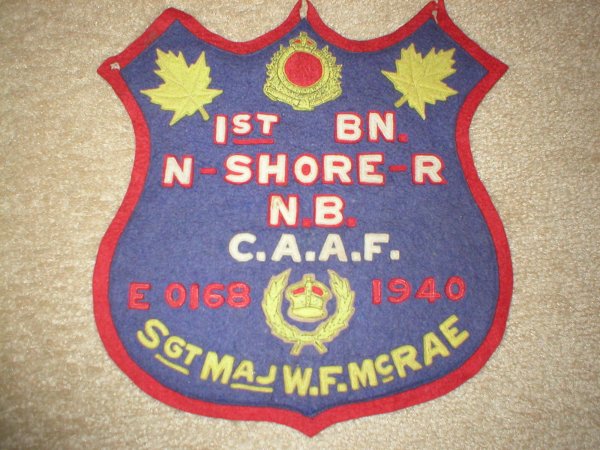 1ST BN.
N-SHORE-R
N.B.
C.A.A.F.
E 0168 1940
SGT MAJ W.F. McRAE